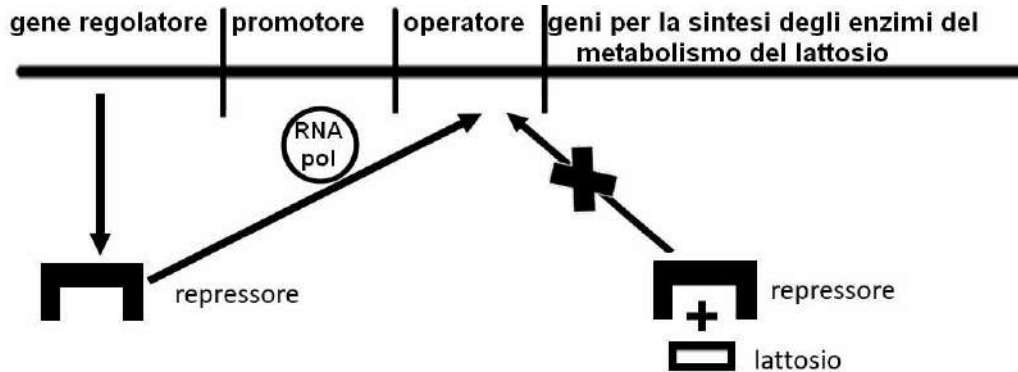 gene regolatore promotore operatore geni per la sintesi degli enzimi del
metabolismo del lattosio
RNA
pol
repressore
repressore
+
lattosio